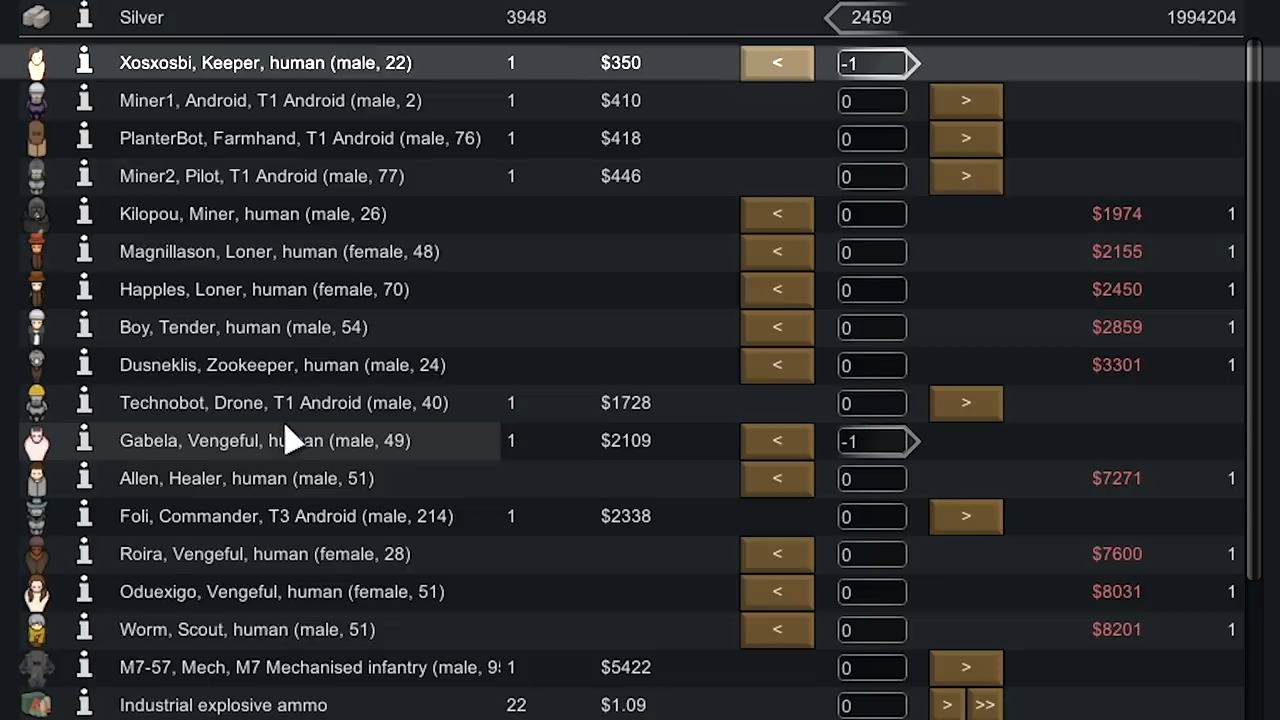 Silver 3948 2459 1994204
Xosxosbi, Keeper, human (male, 22) 1 $350 < -1
Miner1, Android, T1 Android (male, 2) 1 $410 0 >
PlanterBot, Farmhand, T1 Android (male, 76) 1 $418 0 >
Miner2, Pilot, T1 Android (male, 77) 1 $446 0 >
Kilopou, Miner, human (male, 26) < 0 $1974 1
Magnillason, Loner, human (female, 48) < 0 $2155 1
Happles, Loner, human (female, 70) < 0 $2450 1
Boy, Tender, human (male, 54) < 0 $2859 1
Dusneklis, Zookeeper, human (male, 24) < 0 $3301 1
Technobot, Drone, T1 Android (male, 40) 1 $1728 0 >
Gabela, Vengeful, human (male, 49) 1 $2109 < -1
Allen, Healer, human (male, 51) < 0 $7271 1
Foli, Commander, T3 Android (male, 214) 1 $2338 0 >
Roira, Vengeful, human (female, 28) < 0 $7600 1
Oduexigo, Vengeful, human (female, 51) < 0 $8031 1
Worm, Scout, human (male, 51) < 0 $8201 1
M7-57, Mech, M7 Mechanised infantry (male, 1 $5422 0 >
Industrial explosive ammo 22 $1.09 0 > >>